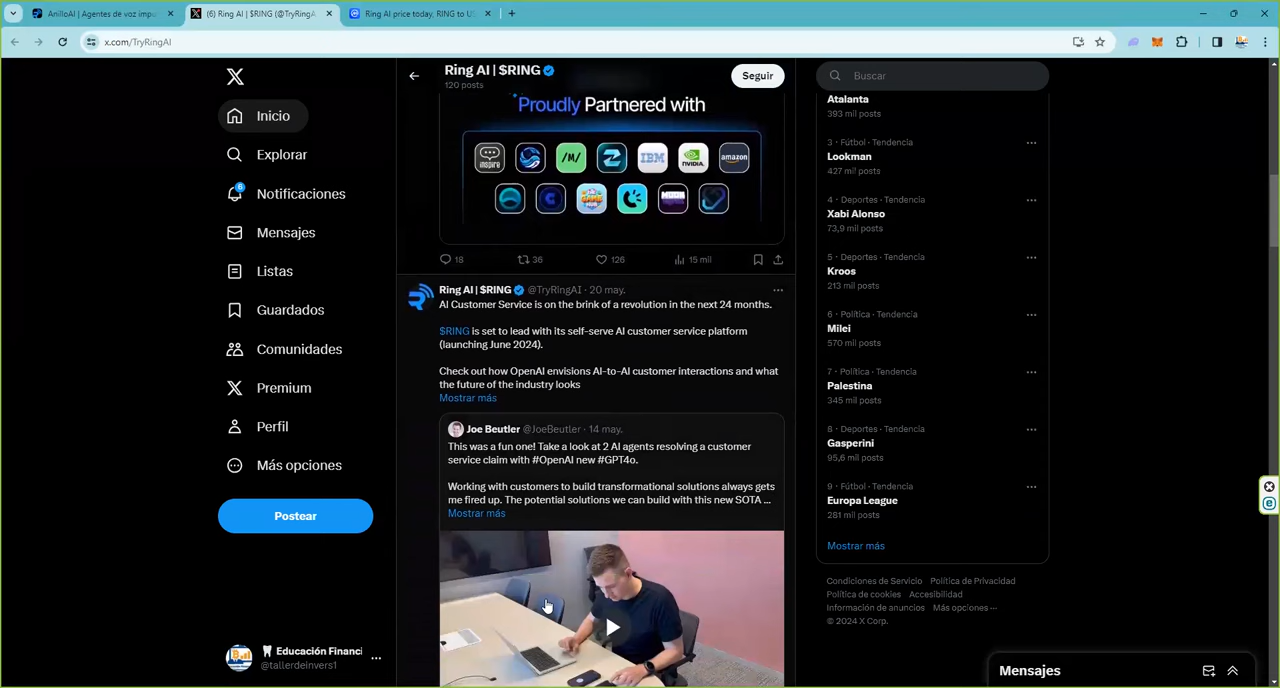 AnilloAI | Agentes de voz impu
(6) Ring AI | $RING (@TryRingA
Ring AI price today, RING to US
x.com/TryRingAI
Ring AI | $RING
120 posts
Seguir
Buscar
Proudly Partnered with
inspire
/M/
IBM
NVIDIA.
amazon
GAME
MOON
18
36
126
15 mil
Inicio
Explorar
6
Notificaciones
Mensajes
Listas
Guardados
Comunidades
Premium
Perfil
Más opciones
Postear
Educación Financi
@tallerdeinvers1
Ring AI | $RING @TryRingAI · 20 may.
AI Customer Service is on the brink of a revolution in the next 24 months.
$RING is set to lead with its self-serve AI customer service platform
(launching June 2024).
Check out how OpenAI envisions AI-to-AI customer interactions and what
the future of the industry looks
Mostrar más
Joe Beutler @JoeBeutler · 14 may.
This was a fun one! Take a look at 2 AI agents resolving a customer
service claim with #OpenAI new #GPT4o.
Working with customers to build transformational solutions always gets
me fired up. The potential solutions we can build with this new SOTA ...
Mostrar más
Atalanta
393 mil posts
3 · Fútbol · Tendencia
Lookman
427 mil posts
4 · Deportes · Tendencia
Xabi Alonso
73,9 mil posts
5 · Deportes · Tendencia
Kroos
213 mil posts
6 · Política · Tendencia
Milei
570 mil posts
7 · Política · Tendencia
Palestina
345 mil posts
8 · Deportes · Tendencia
Gasperini
95,6 mil posts
9 · Fútbol · Tendencia
Europa League
281 mil posts
Mostrar más
Condiciones de Servicio Política de Privacidad
Política de cookies Accesibilidad
Información de anuncios Más opciones ···
© 2024 X Corp.
Mensajes